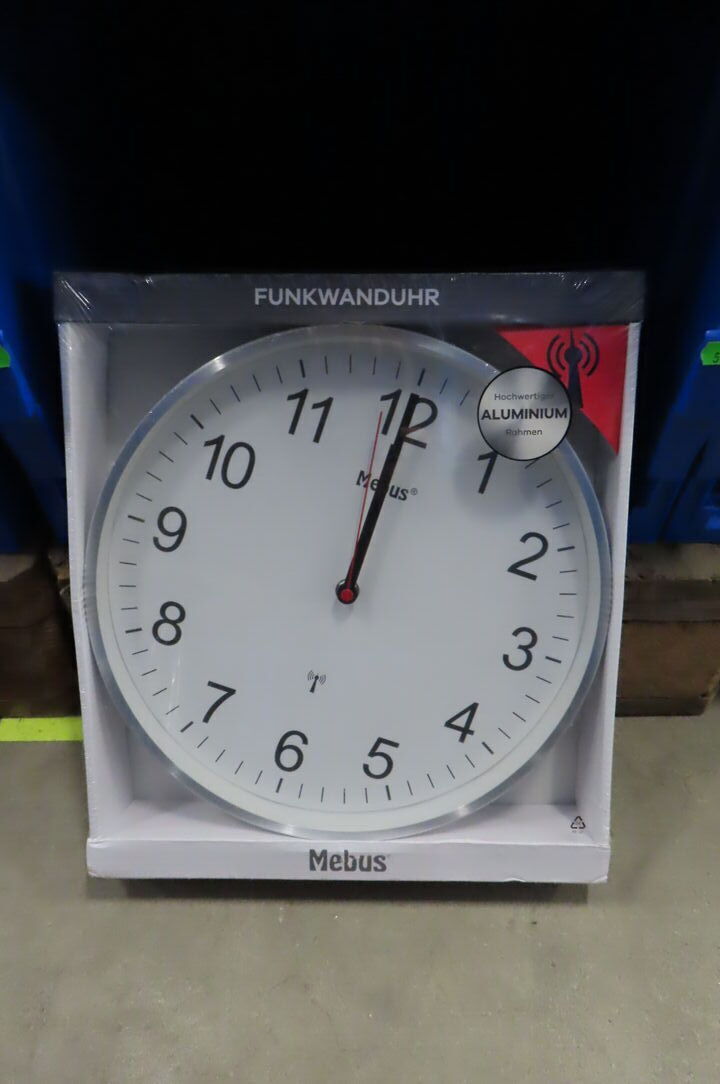 FUNKWANDUHR
Hochwertiger
ALUMINIUM
Rahmen
12
11
1
10
Mebus®
9
2
8
3
7
4
6
5
Mebus